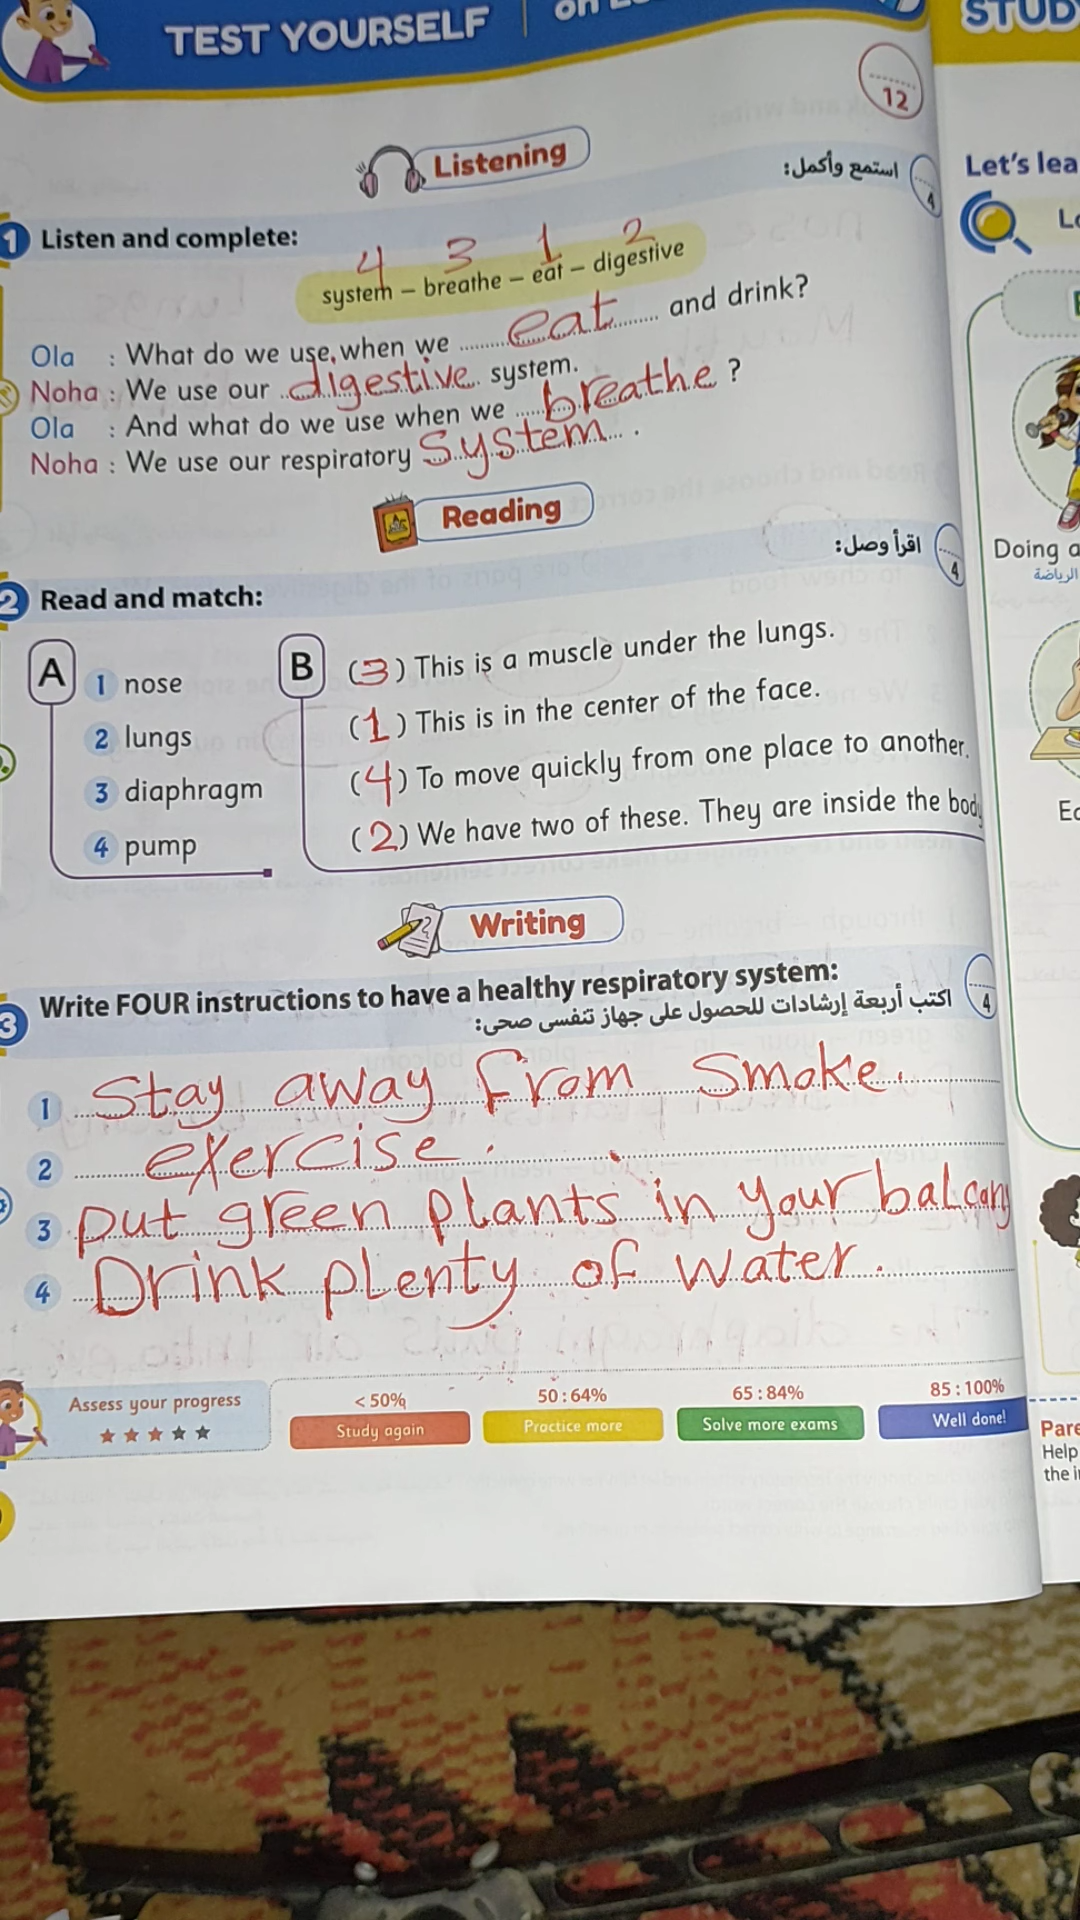 TEST YOURSELF
on
STUD
12
Listening
استمع وأكمل:
4
1 Listen and complete:
4 3 1 2
system – breathe – eat – digestive
Ola : What do we use, when we eat and drink?
Noha : We use our digestive system.
Ola : And what do we use when we breathe ?
Noha : We use our respiratory System .
Reading
اقرأ وصل:
4
2 Read and match:
A
1 nose
2 lungs
3 diaphragm
4 pump
B
(3) This is a muscle under the lungs.
(1) This is in the center of the face.
(4) To move quickly from one place to another.
(2) We have two of these. They are inside the body
Writing
3 Write FOUR instructions to have a healthy respiratory system:
4
اكتب أربعة إرشادات للحصول على جهاز تنفسى صحى:
1 Stay away From Smoke.
2 exercise.
3 put green plants in your balcany
4 Drink plenty of water.
Assess your progress
< 50%
Study again
50 : 64%
Practice more
65 : 84%
Solve more exams
85 : 100%
Well done!
Let's lea
Doing a
الرياضة
Pare
Help
the i